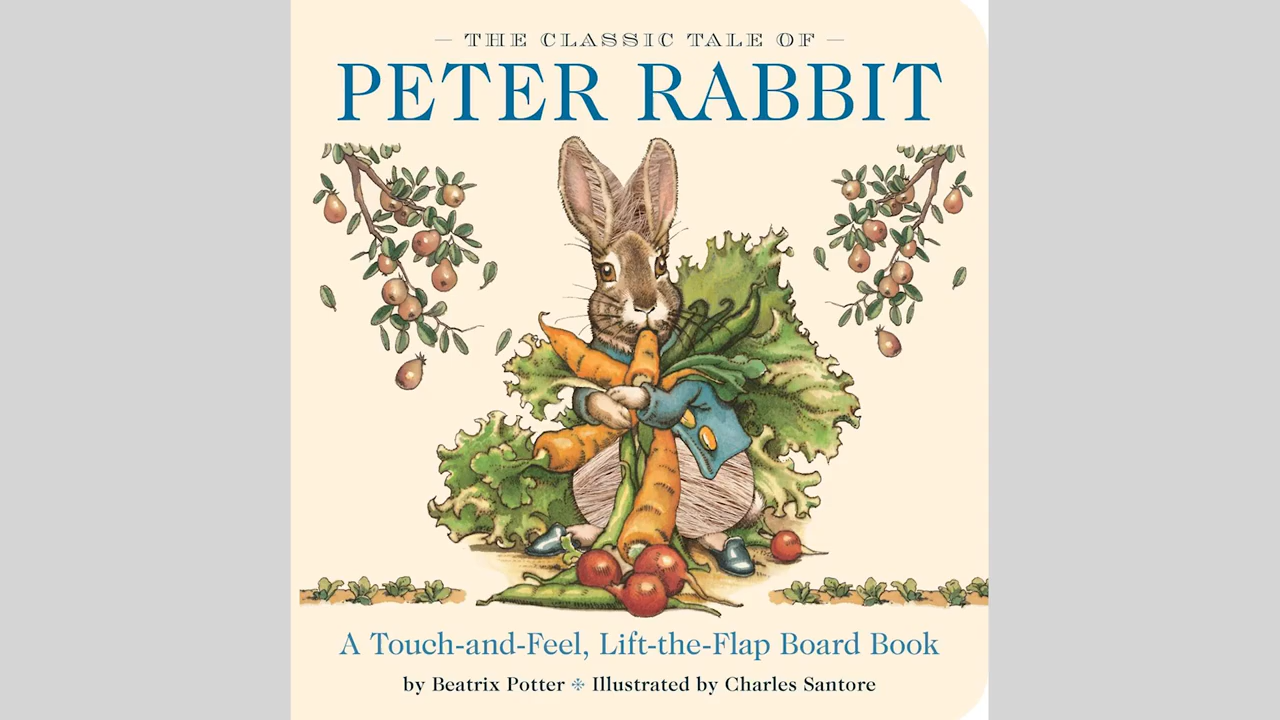 THE CLASSIC TALE OF
PETER RABBIT
A Touch-and-Feel, Lift-the-Flap Board Book
by Beatrix Potter ❄ Illustrated by Charles Santore